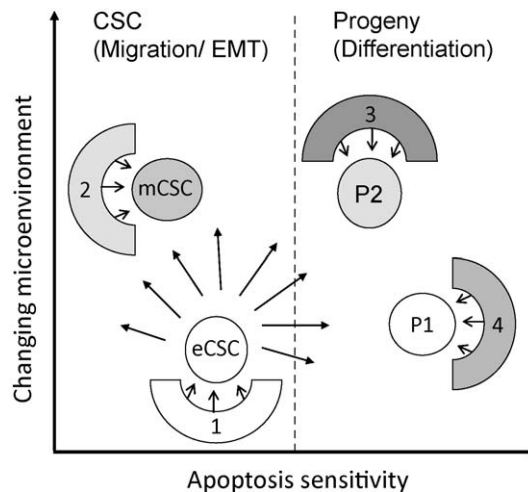 CSC
(Migration/ EMT)
Progeny
(Differentiation)
Changing microenvironment
3
2
mCSC
P2
eCSC
P1
4
1
Apoptosis sensitivity